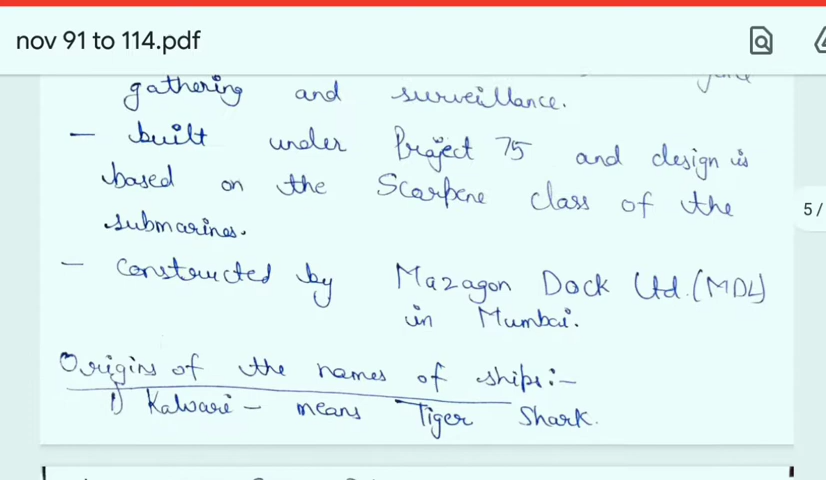 nov 91 to 114.pdf
gathering and surveillance.
- built under Project 75 and design is
based on the Scorpene class of the
5/
submarines.
- Constructed by Mazagon Dock Ltd. (MDL)
in Mumbai.
Origins of the names of ships:-
1) Kalvari - means Tiger Shark.